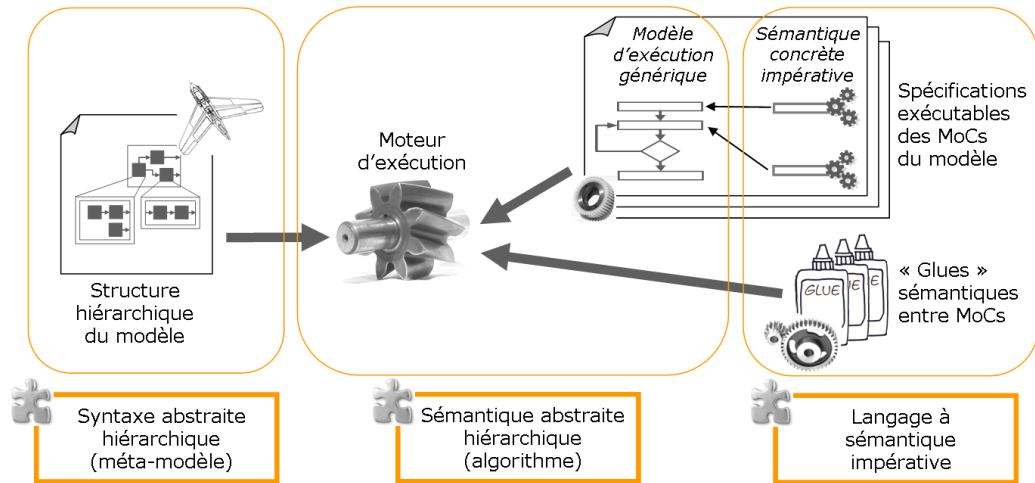 Modèle
d'exécution
générique
Sémantique
concrète
impérative
Spécifications
exécutables
des MoCs
du modèle
Moteur
d'exécution
Structure
hiérarchique
du modèle
GLUE
UE
E
« Glues »
sémantiques
entre MoCs
Syntaxe abstraite
hiérarchique
(méta-modèle)
Sémantique abstraite
hiérarchique
(algorithme)
Langage à
sémantique
impérative